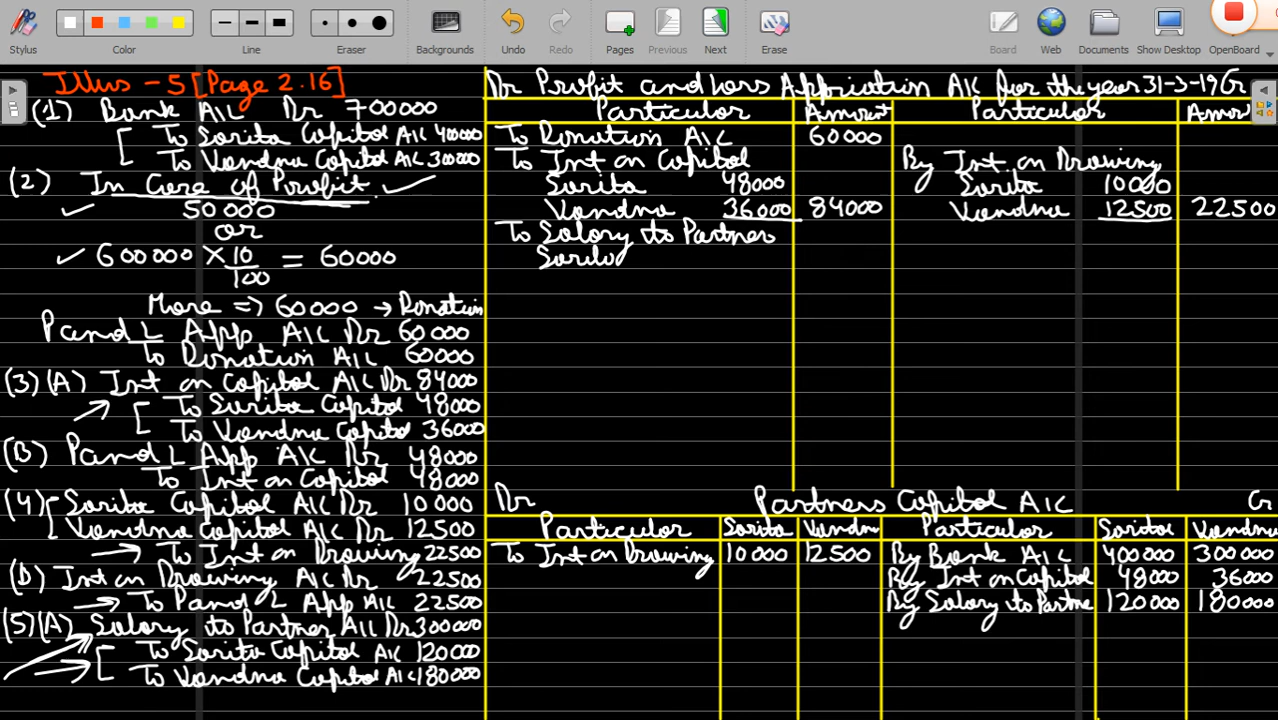 Stylus
Color
Line
Eraser
Backgrounds
Undo
Redo
Pages
Previous
Next
Erase
Board
Web
Documents
Show Desktop
OpenBoard
Illus - 5 [Page 2.16]
(1) Bank A/C Dr 700000
To Sarita Capital A/C 400000
To Vandna Capital A/C 300000
(2) In Case of Profit
50000
or
600000 × 10/100 = 60000
More => 60000 → Donation
P and L App A/C Dr 60000
To Donation A/C 60000
(3) (A) Int on Capital A/C Dr 84000
To Sarita Capital 48000
To Vandna Capital 36000
(B) P and L App A/C Dr 48000
To Int on Capital 48000
(4) Sarita Capital A/C Dr 10000
Vandna Capital A/C Dr 12500
To Int on Drawing 22500
(D) Int on Drawing A/C Dr 22500
To P and L App A/C 22500
(5) (A) Salary to Partner A/C Dr 300000
To Sarita Capital A/C 120000
To Vandna Capital A/C 180000
Dr Profit and Loss Appriation A/C for the year 31-3-19 Cr
Particular Amount Particular Amoun
To Donation A/C 60000
To Int on Capital By Int on Drawing
Sarita 48000 Sarita 10000
Vandna 36000 84000 Vandna 12500 22500
To Salary to Partner
Sarita
Dr Partners Capital A/C Cr
Particular Sarita Vandna Particular Sarita Vandna
To Int on Drawing 10000 12500 By Bank A/C 400000 300000
By Int on Capital 48000 36000
By Salary to Partne 120000 180000